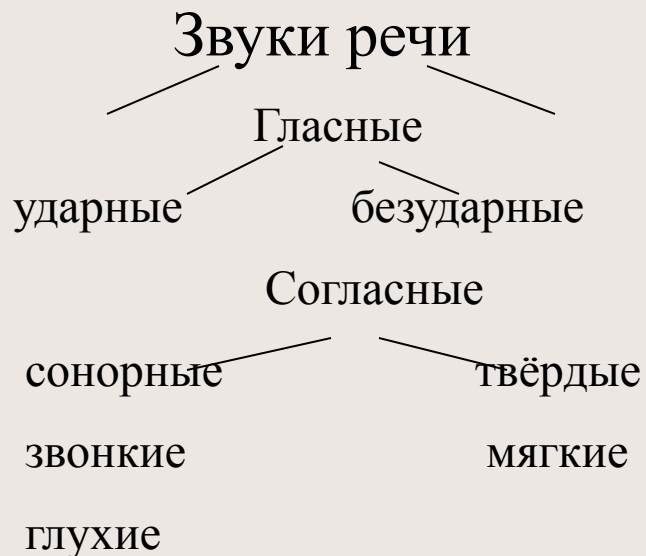 Звуки речи
Гласные
ударные безударные
Согласные
сонорные твёрдые
звонкие мягкие
глухие